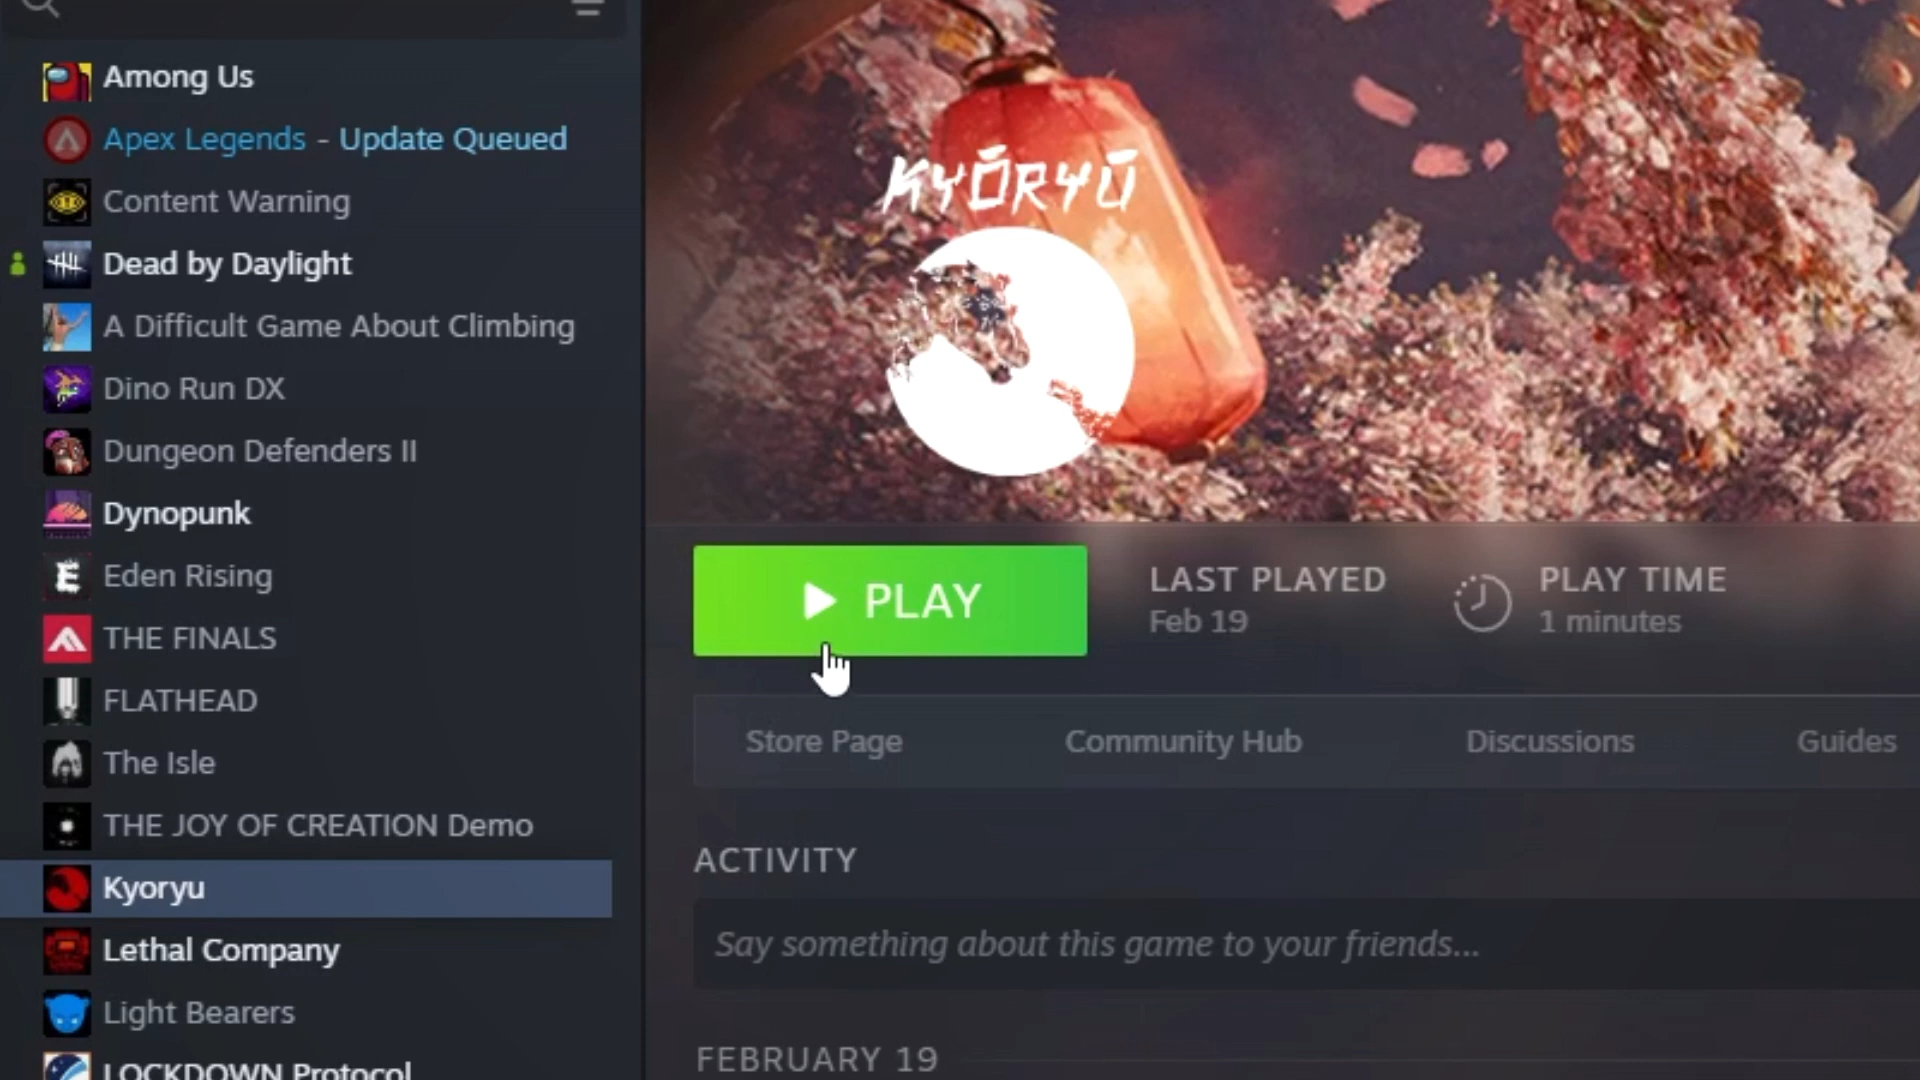 Among Us
Apex Legends - Update Queued
Content Warning
Dead by Daylight
A Difficult Game About Climbing
Dino Run DX
Dungeon Defenders II
Dynopunk
Eden Rising
THE FINALS
FLATHEAD
The Isle
THE JOY OF CREATION Demo
Kyoryu
Lethal Company
Light Bearers
LOCKDOWN Protocol
KYŌRYŪ
PLAY
LAST PLAYED
Feb 19
PLAY TIME
1 minutes
Store Page Community Hub Discussions Guides
ACTIVITY
Say something about this game to your friends...
FEBRUARY 19